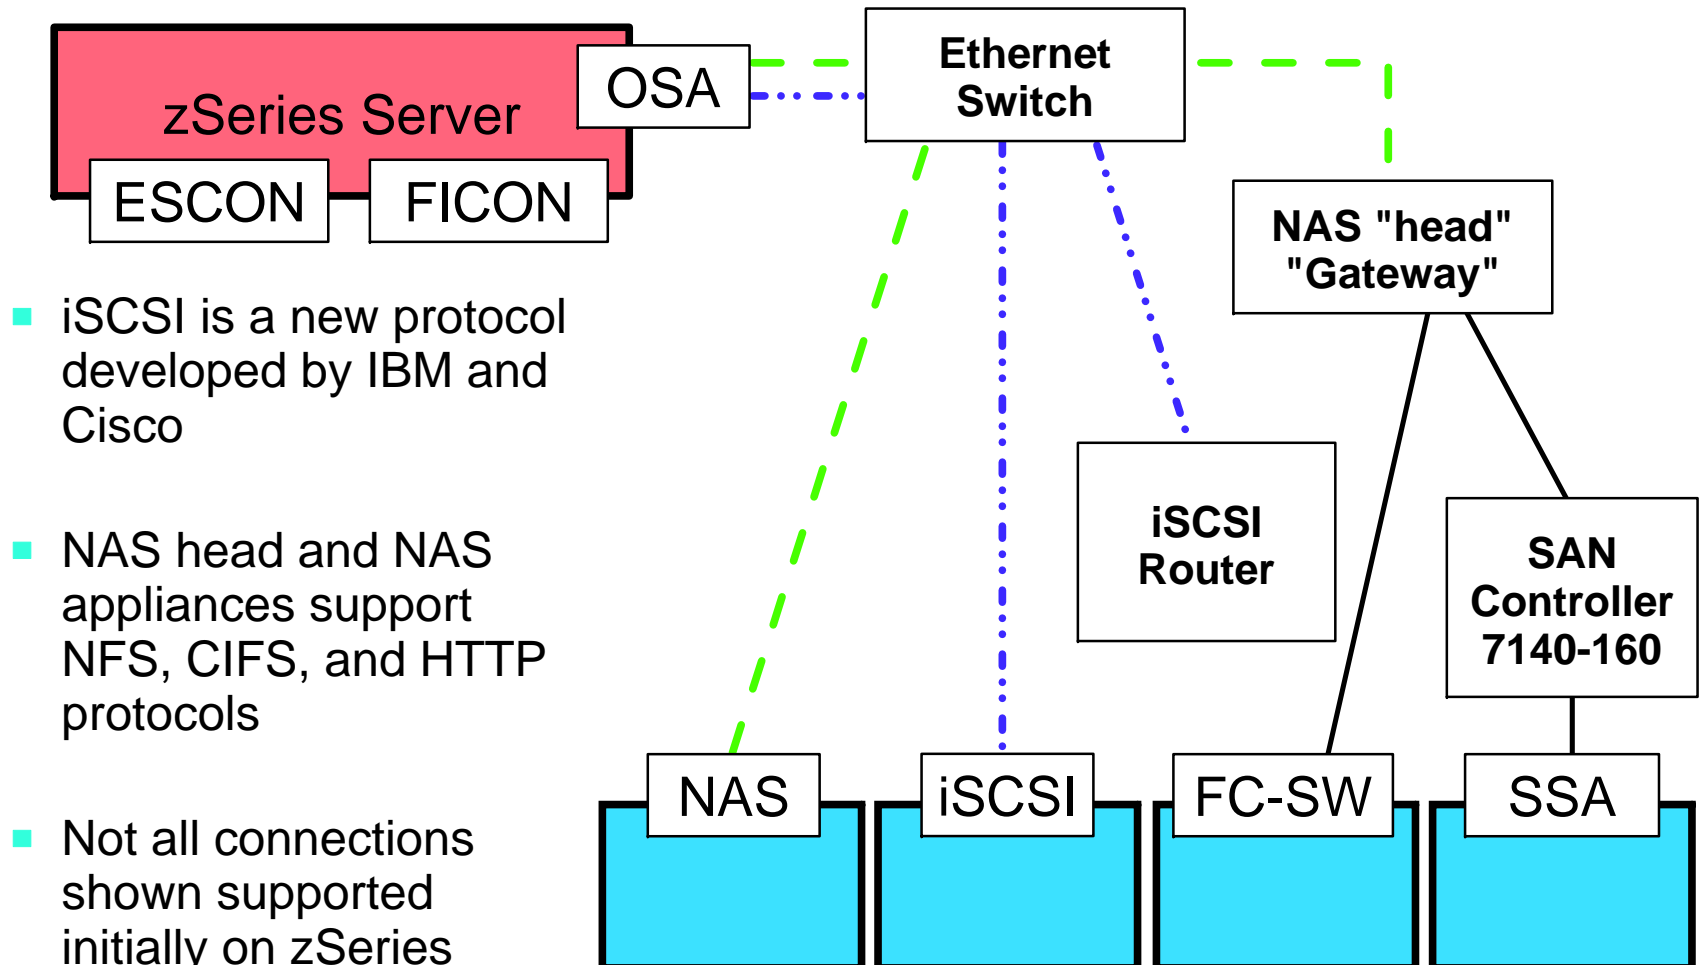 zSeries Server
OSA
ESCON
FICON
Ethernet
Switch
NAS "head"
"Gateway"
iSCSI is a new protocol
developed by IBM and
Cisco
NAS head and NAS
appliances support
NFS, CIFS, and HTTP
protocols
Not all connections
shown supported
initially on zSeries
iSCSI
Router
SAN
Controller
7140-160
NAS
iSCSI
FC-SW
SSA